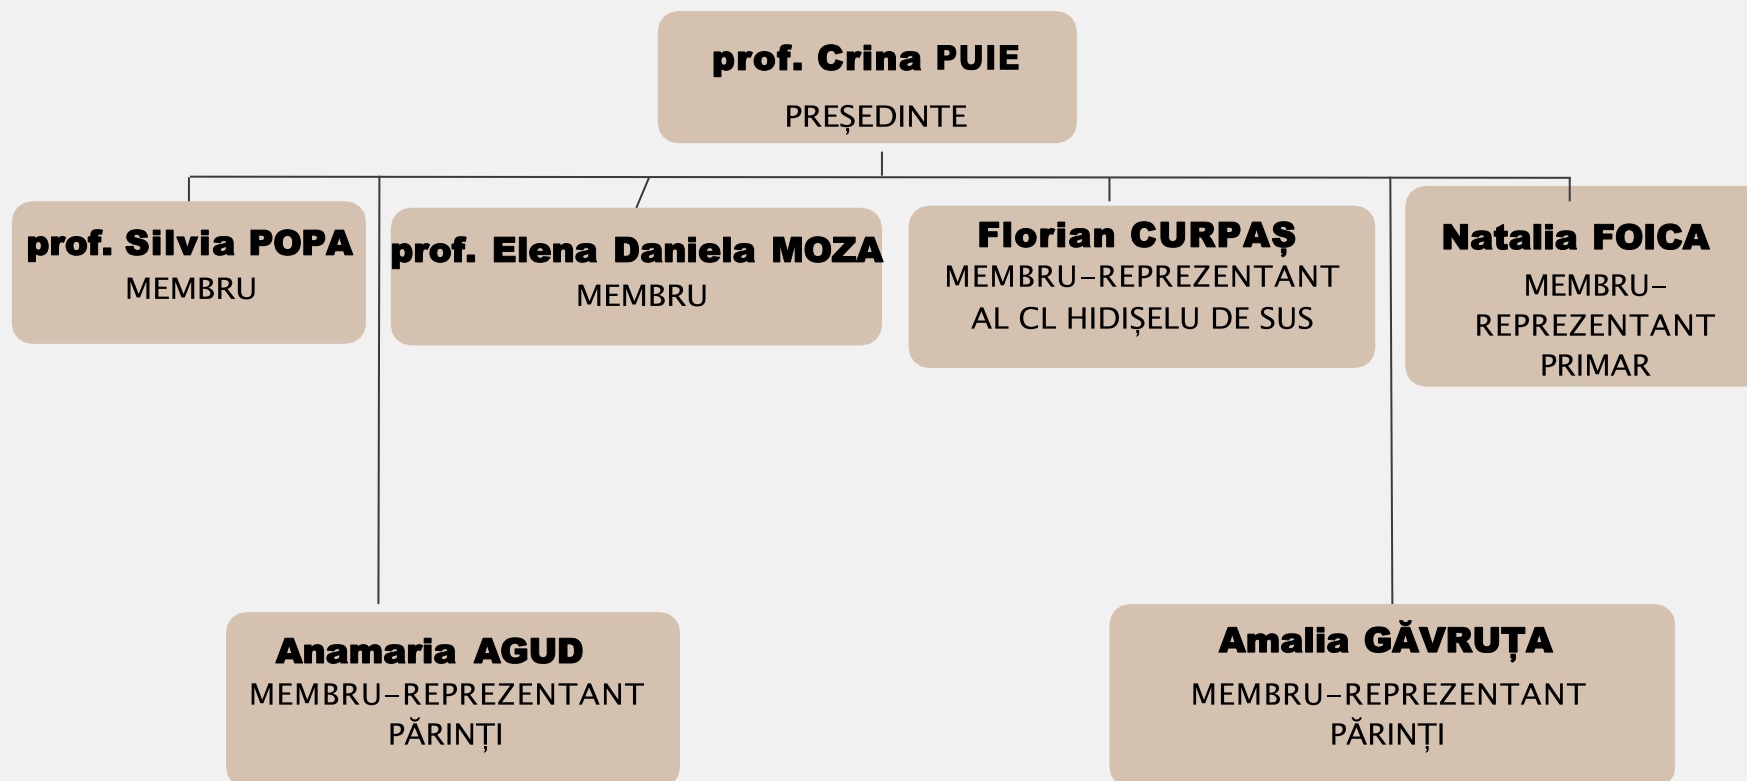 prof. Crina PUIE
PREȘEDINTE
prof. Silvia POPA
MEMBRU
prof. Elena Daniela MOZA
MEMBRU
Florian CURPAȘ
MEMBRU-REPREZENTANT
AL CL HIDIȘELU DE SUS
Natalia FOICA
MEMBRU-
REPREZENTANT
PRIMAR
Anamaria AGUD
MEMBRU-REPREZENTANT
PĂRINȚI
Amalia GĂVRUȚA
MEMBRU-REPREZENTANT
PĂRINȚI